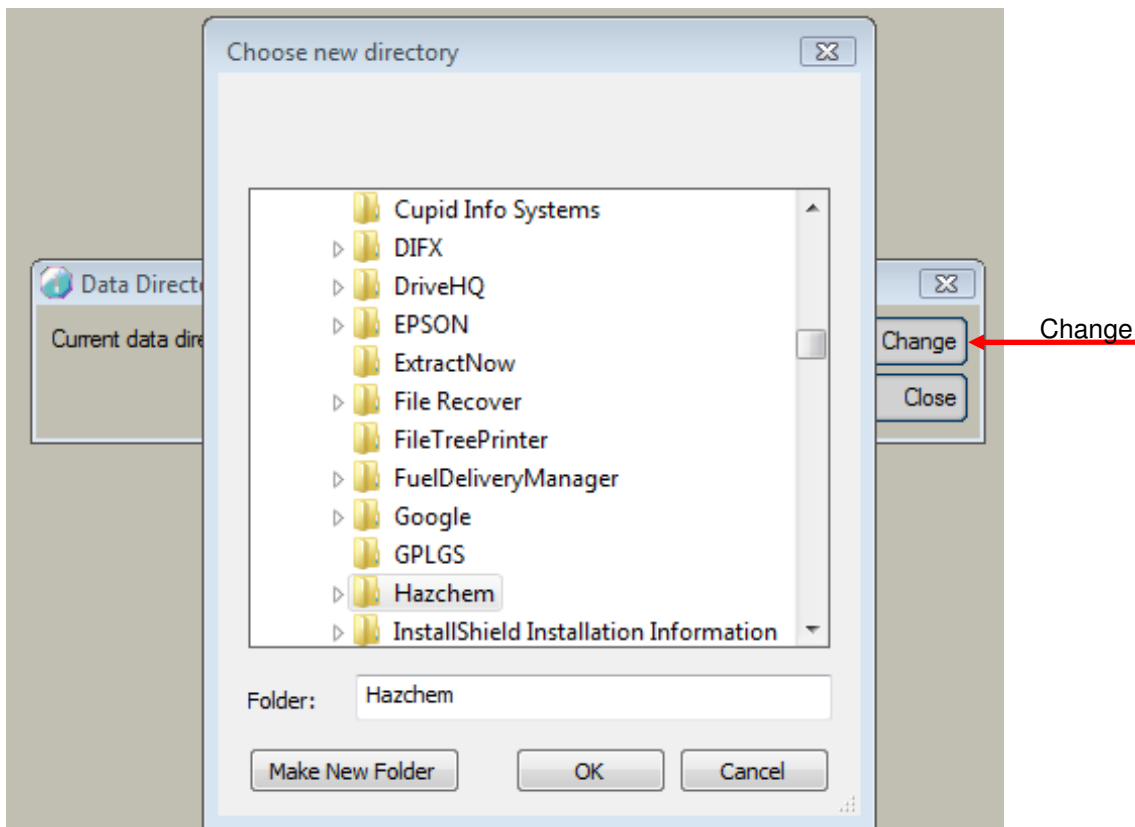 Choose new directory
Cupid Info Systems
DIFX
DriveHQ
EPSON
ExtractNow
File Recover
FileTreePrinter
FuelDeliveryManager
Google
GPLGS
Hazchem
InstallShield Installation Information
Folder: Hazchem
Make New Folder OK Cancel
Data Direct
Current data dire
Change
Close
Change